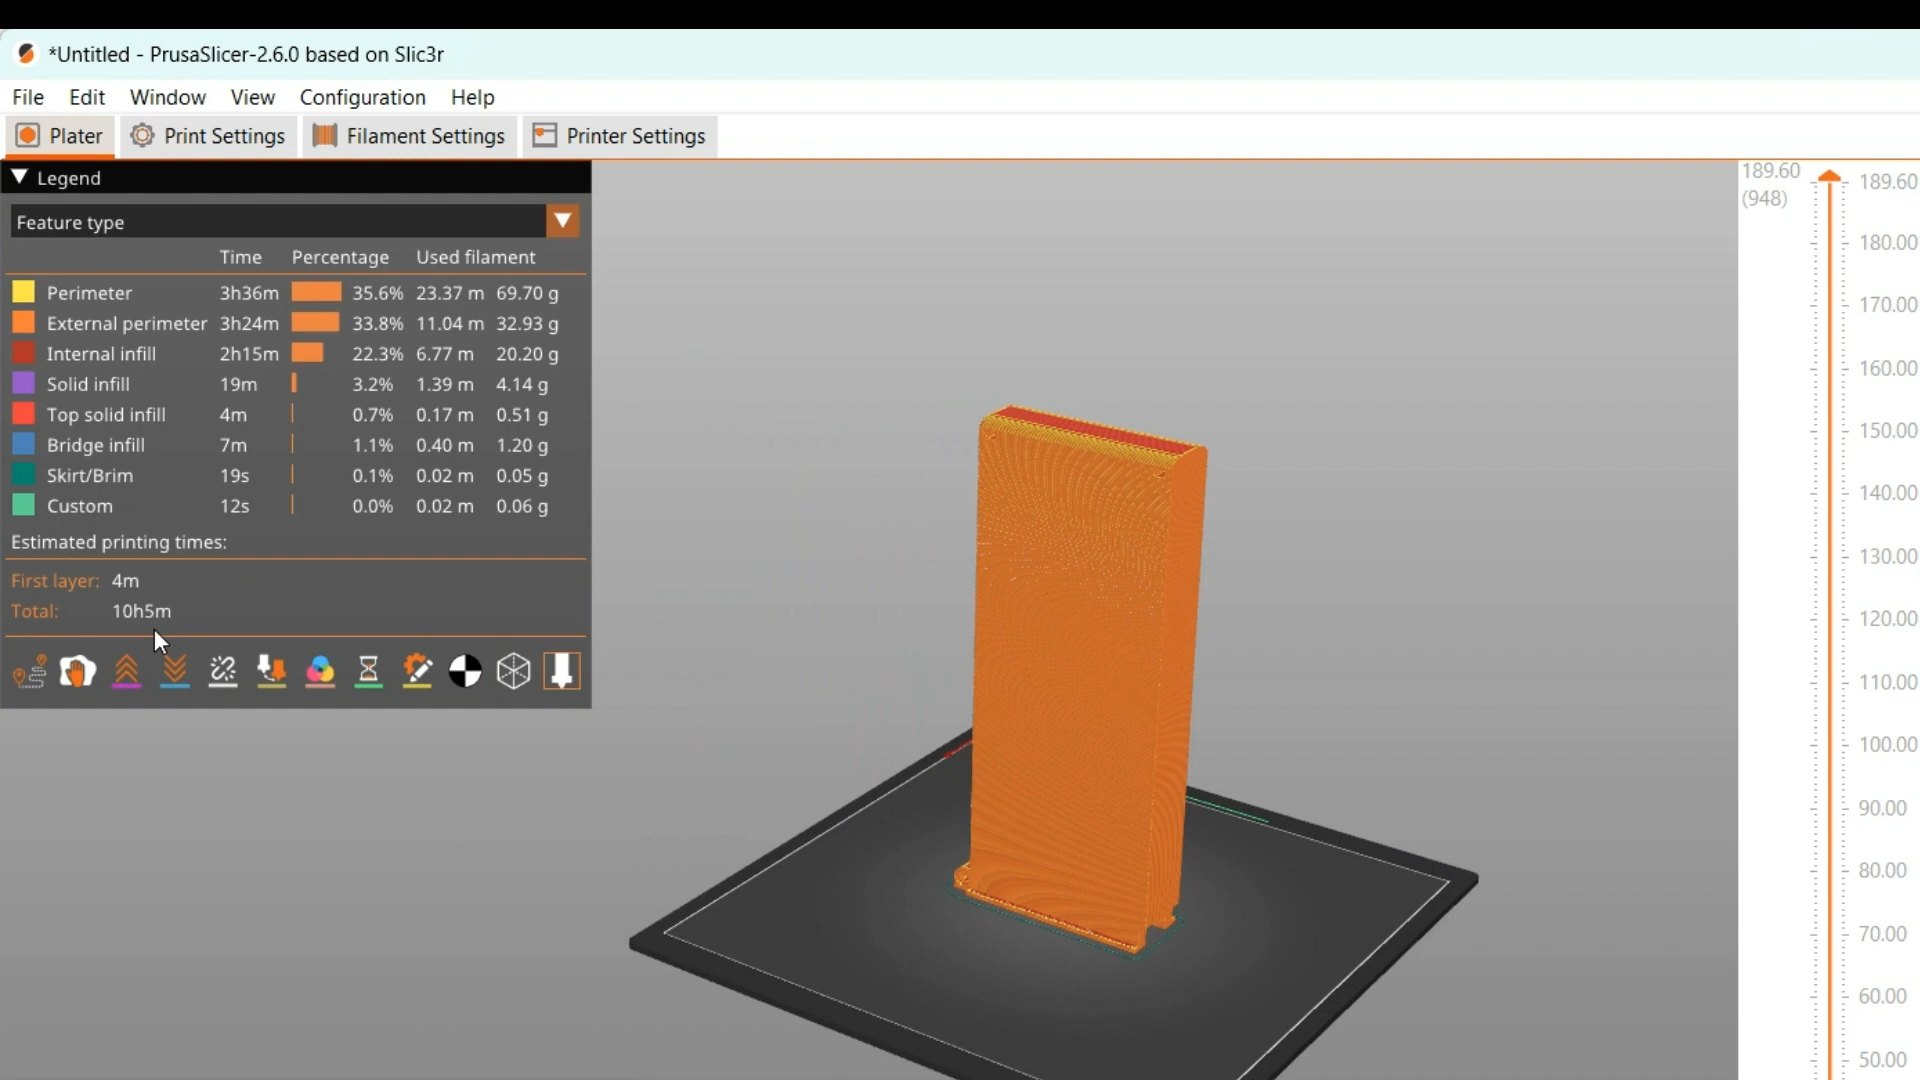 *Untitled - PrusaSlicer-2.6.0 based on Slic3r
File Edit Window View Configuration Help
Plater Print Settings Filament Settings Printer Settings
Legend
Feature type
Time Percentage Used filament
Perimeter 3h36m 35.6% 23.37 m 69.70 g
External perimeter 3h24m 33.8% 11.04 m 32.93 g
Internal infill 2h15m 22.3% 6.77 m 20.20 g
Solid infill 19m 3.2% 1.39 m 4.14 g
Top solid infill 4m 0.7% 0.17 m 0.51 g
Bridge infill 7m 1.1% 0.40 m 1.20 g
Skirt/Brim 19s 0.1% 0.02 m 0.05 g
Custom 12s 0.0% 0.02 m 0.06 g
Estimated printing times:
First layer: 4m
Total: 10h5m
189.60
(948)
189.60
180.00
170.00
160.00
150.00
140.00
130.00
120.00
110.00
100.00
90.00
80.00
70.00
60.00
50.00